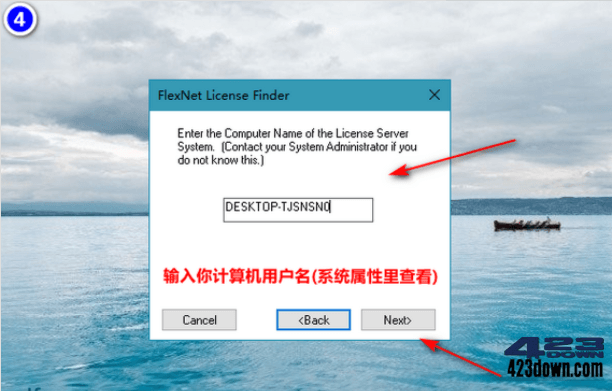 4
FlexNet License Finder
Enter the Computer Name of the License Server
System. (Contact your System Administrator if you
do not know this.)
DESKTOP-TJSNSN0
输入你计算机用户名(系统属性里查看)
Cancel
<Back
Next>
423
DOWN
423down.com